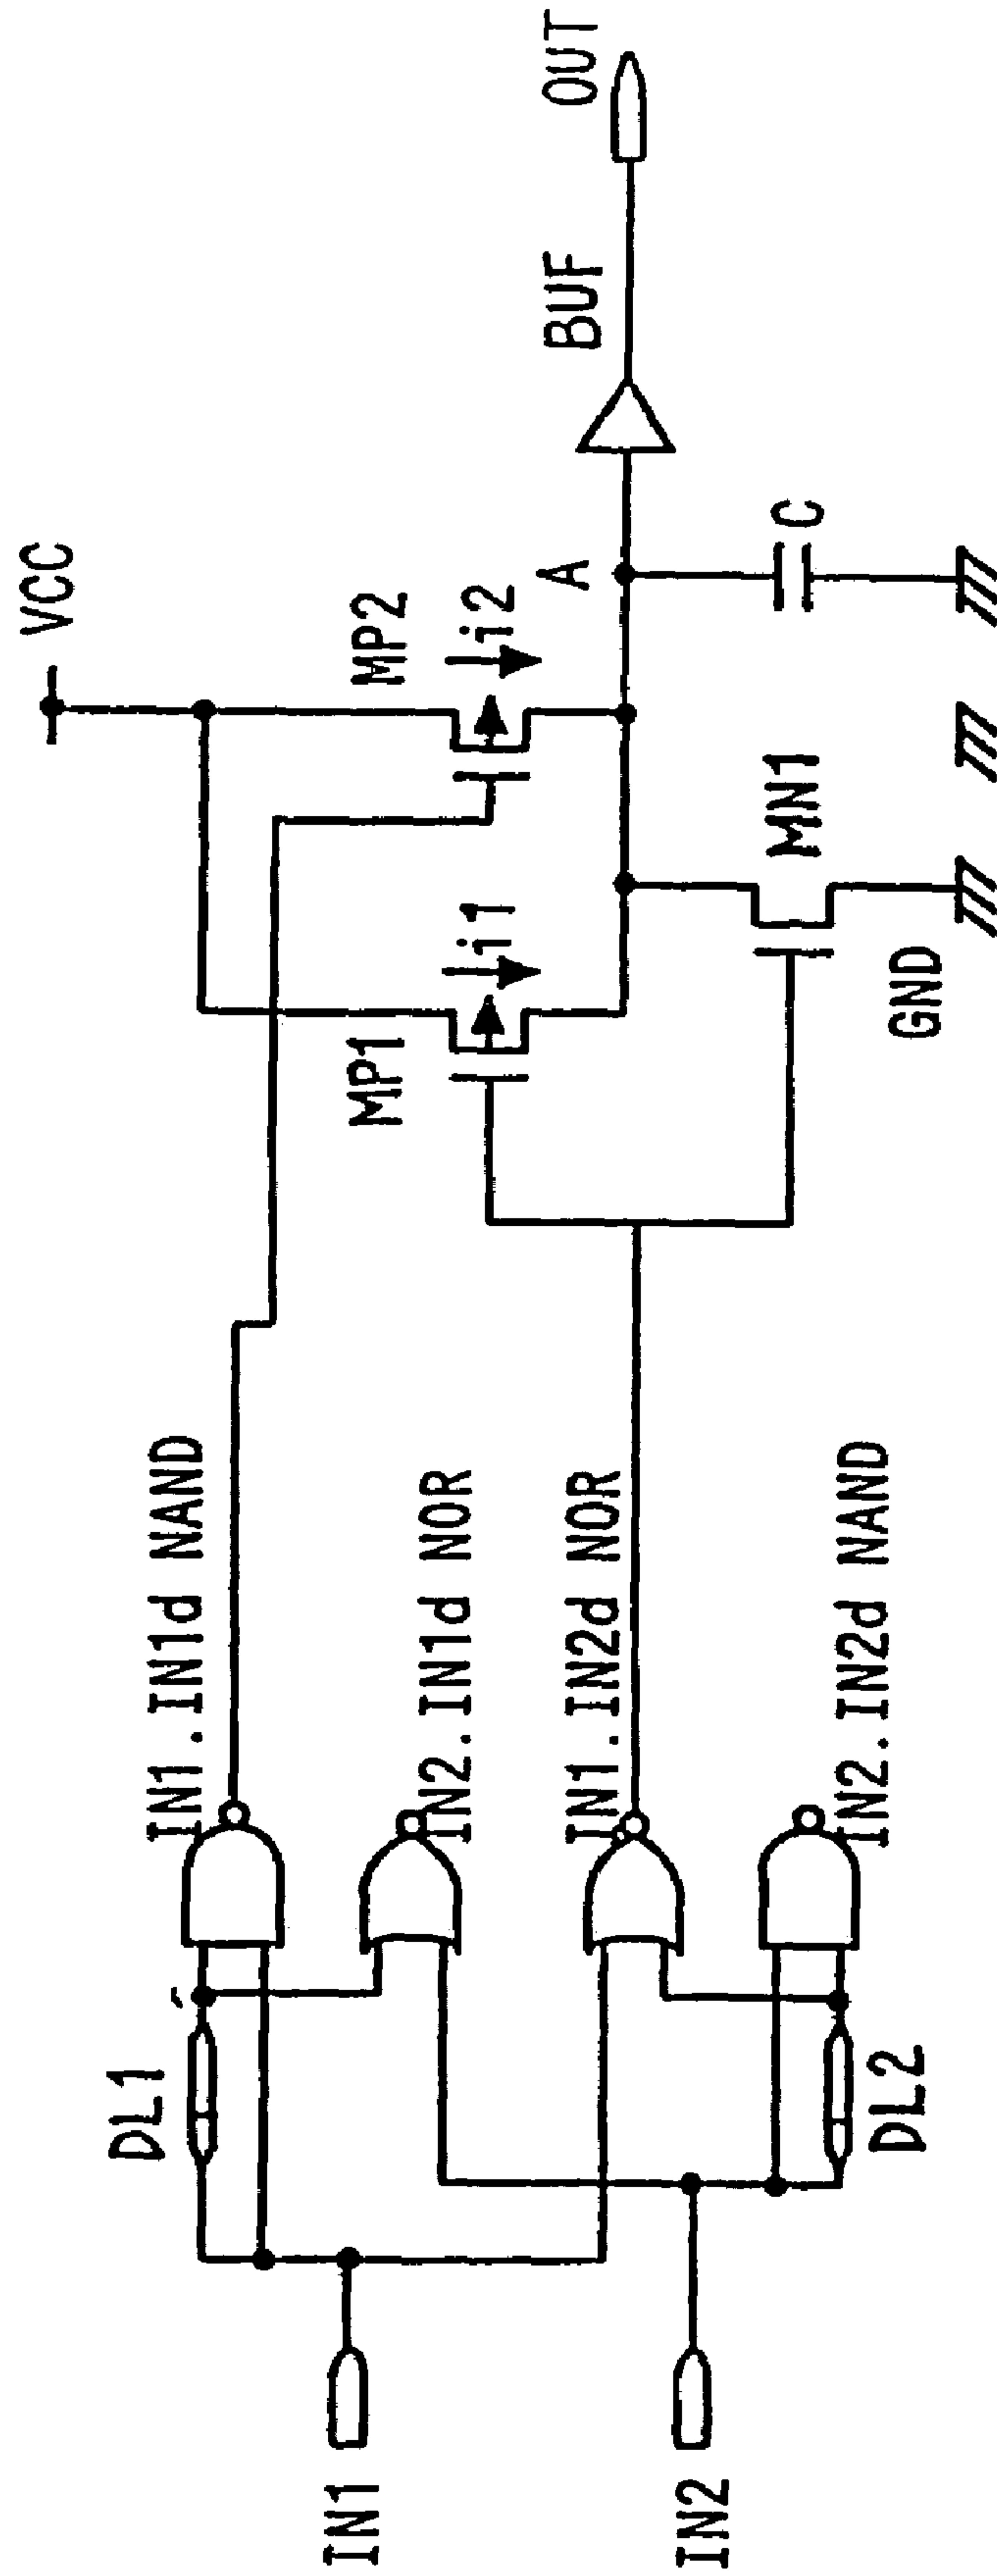 VCC
DL1
IN1.IN1d NAND
MP2
i2
MP1
i1
A
BUF
OUT
IN1
IN2.IN1d NOR
IN1.IN2d NOR
C
MN1
IN2
DL2
IN2.IN2d NAND
GND